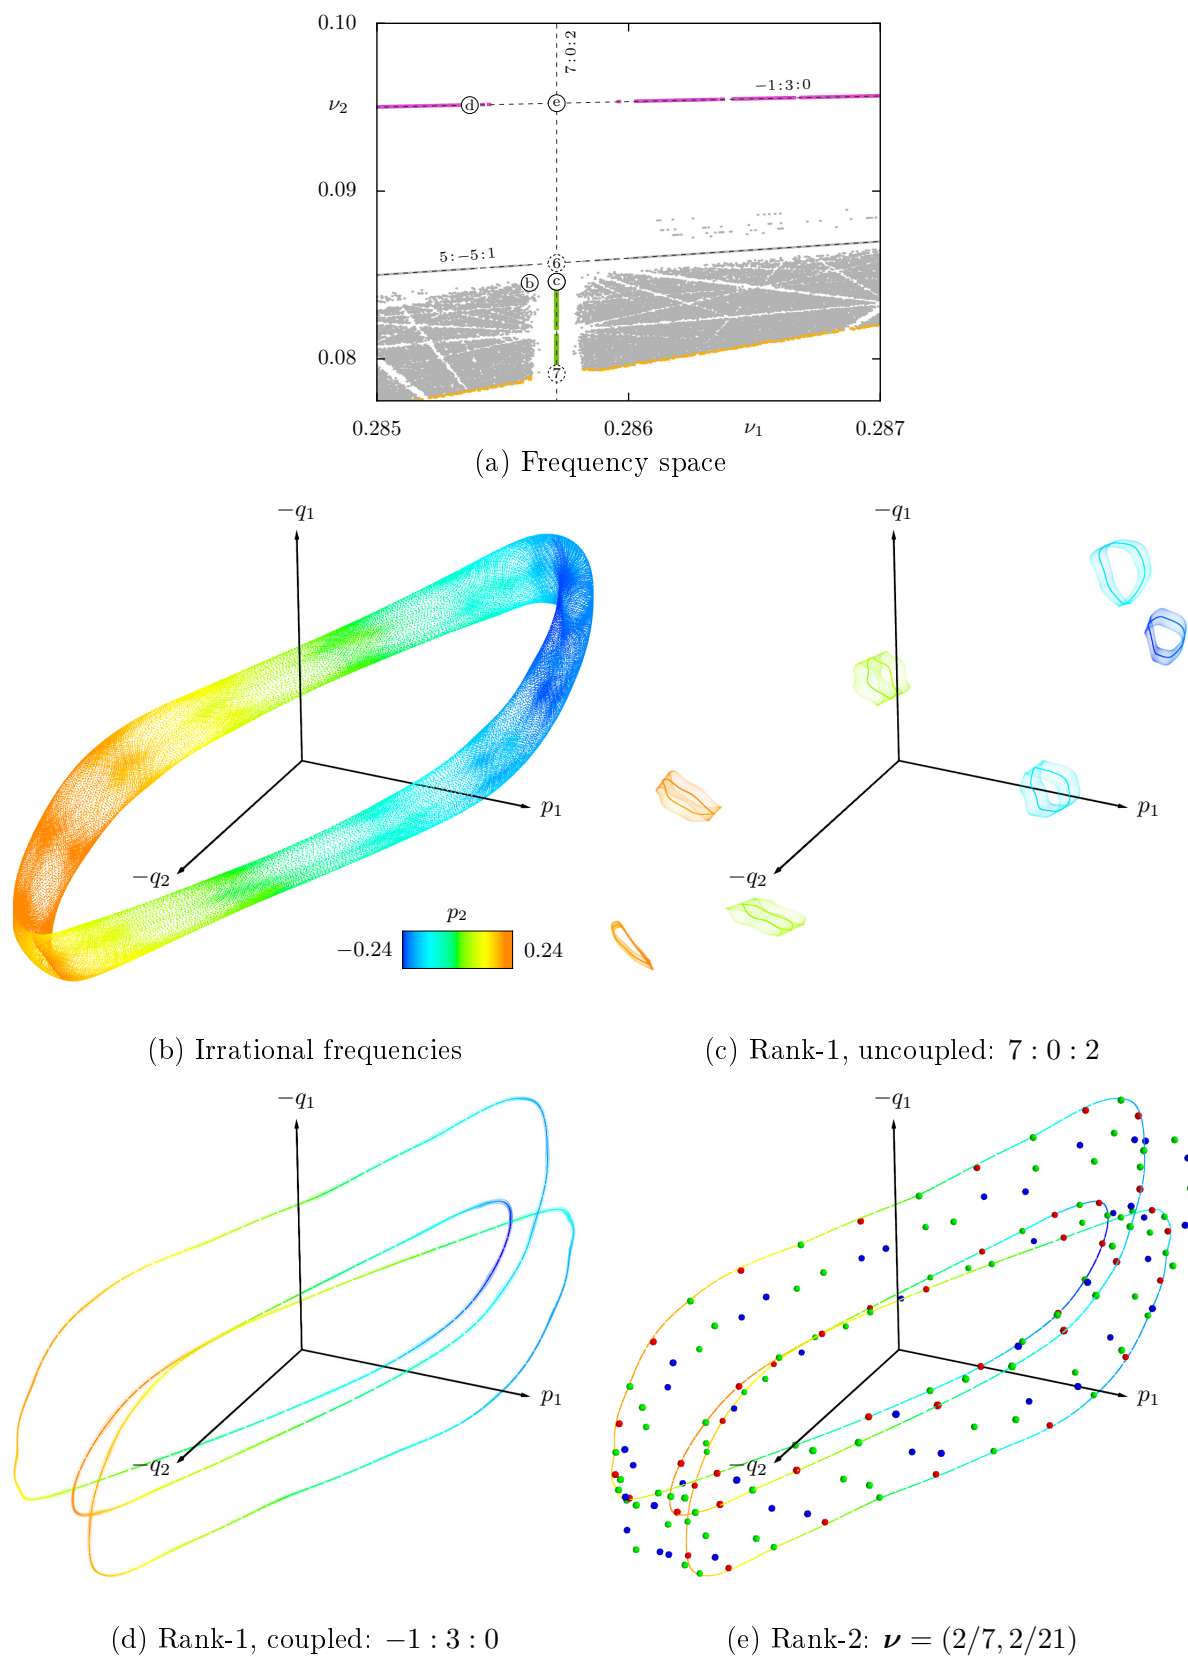 0.10
7:0:2
−1:3:0
ν₂
d
e
0.09
5:−5:1
6
b
c
0.08
7
0.285
0.286
ν₁
0.287
(a) Frequency space
−q₁
−q₁
p₁
p₁
−q₂
−q₂
p₂
−0.24
0.24
(b) Irrational frequencies
(c) Rank-1, uncoupled: 7 : 0 : 2
−q₁
−q₁
p₁
p₁
−q₂
−q₂
(d) Rank-1, coupled: −1 : 3 : 0
(e) Rank-2: ν = (2/7, 2/21)